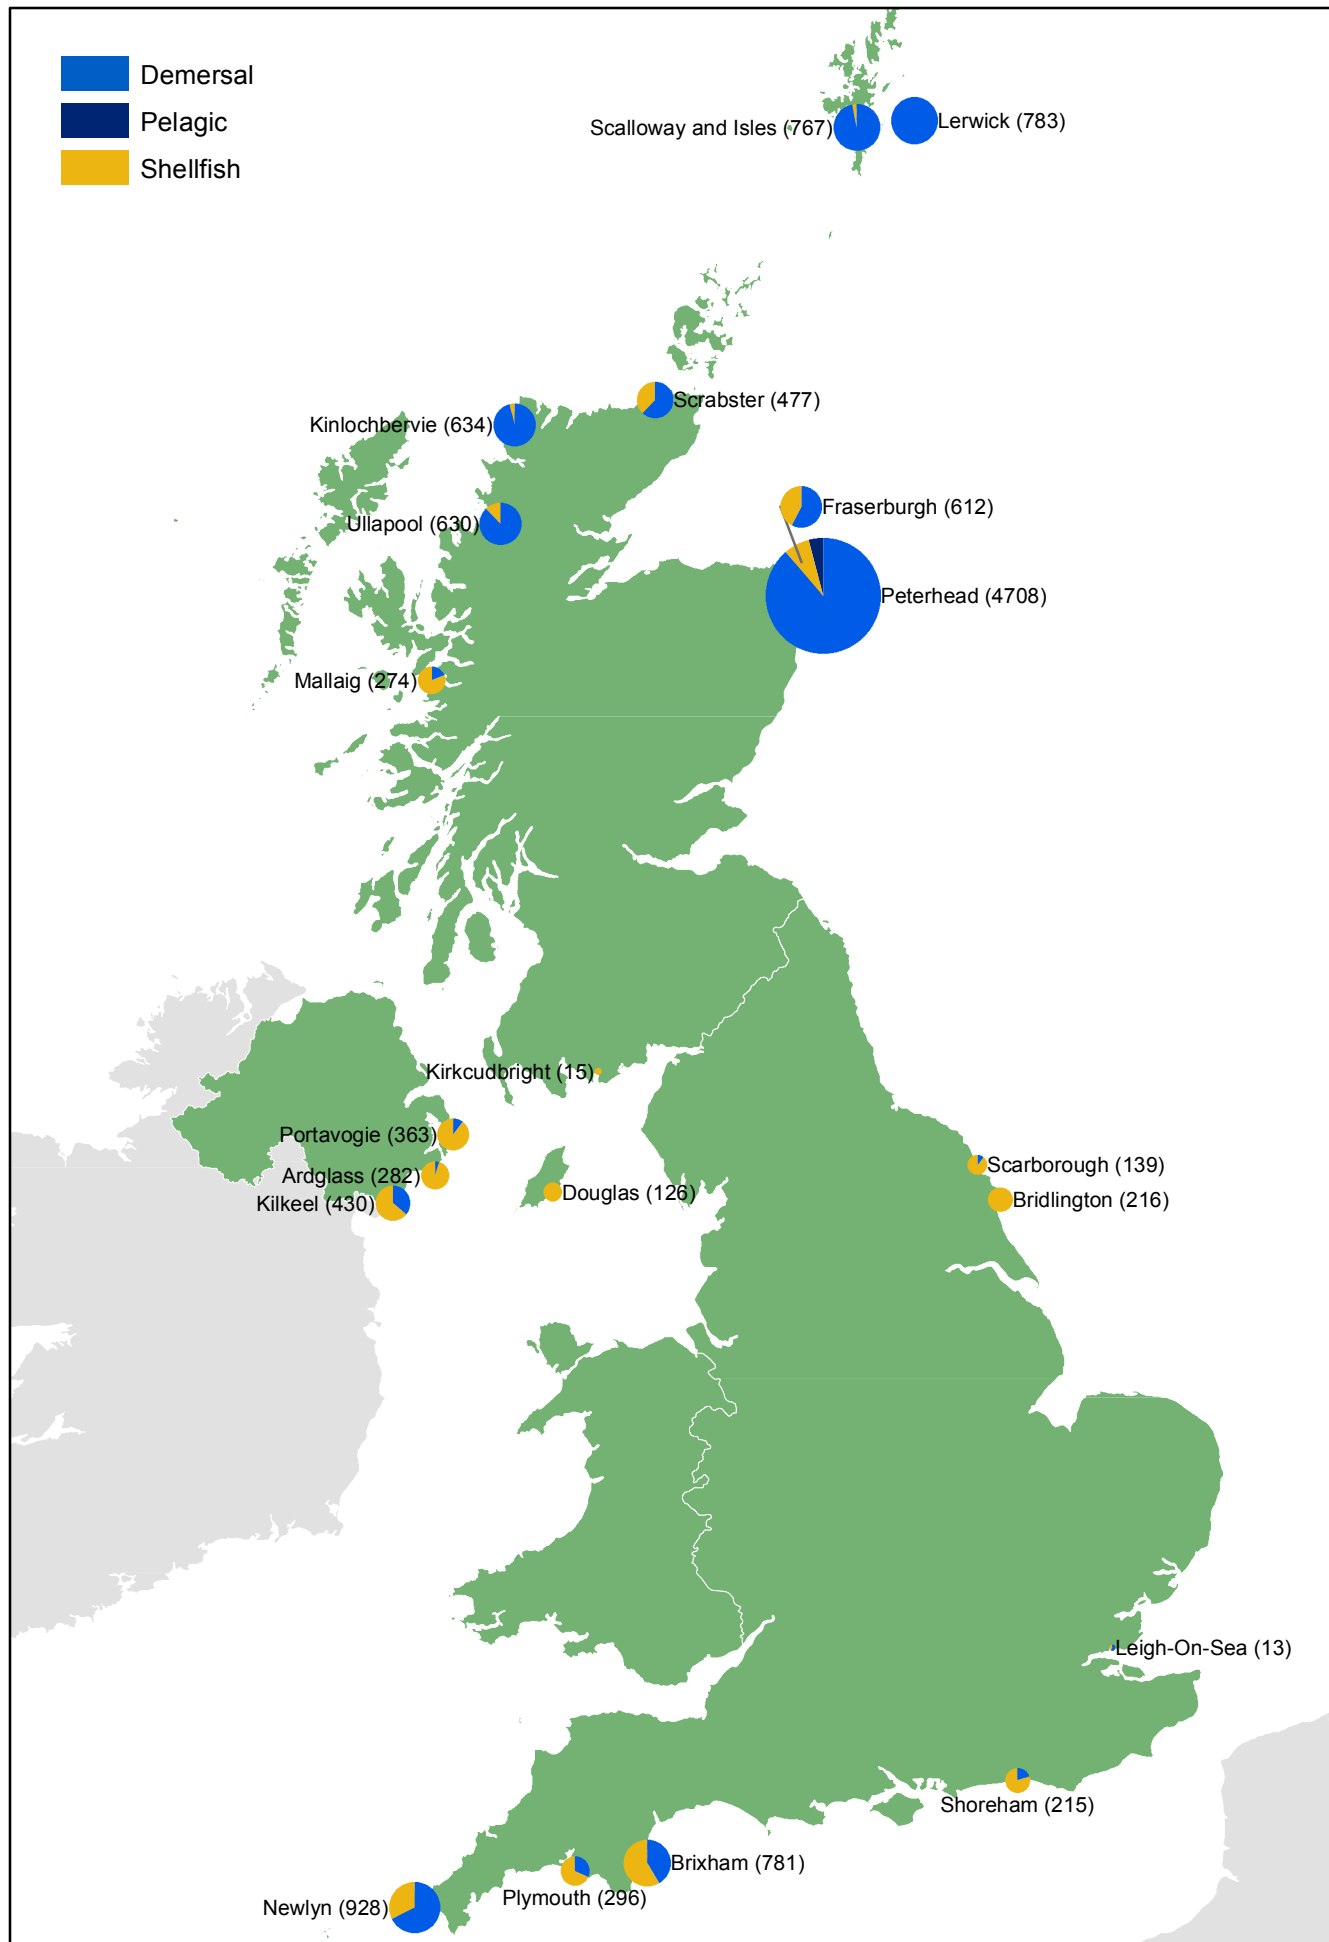 Demersal
Pelagic
Shellfish
Scalloway and Isles (767)
Lerwick (783)
Scrabster (477)
Kinlochbervie (634)
Fraserburgh (612)
Ullapool (630)
Peterhead (4708)
Mallaig (274)
Kirkcudbright (15)
Portavogie (363)
Ardglass (282)
Kilkeel (430)
Douglas (126)
Scarborough (139)
Bridlington (216)
Leigh-On-Sea (13)
Shoreham (215)
Brixham (781)
Plymouth (296)
Newlyn (928)